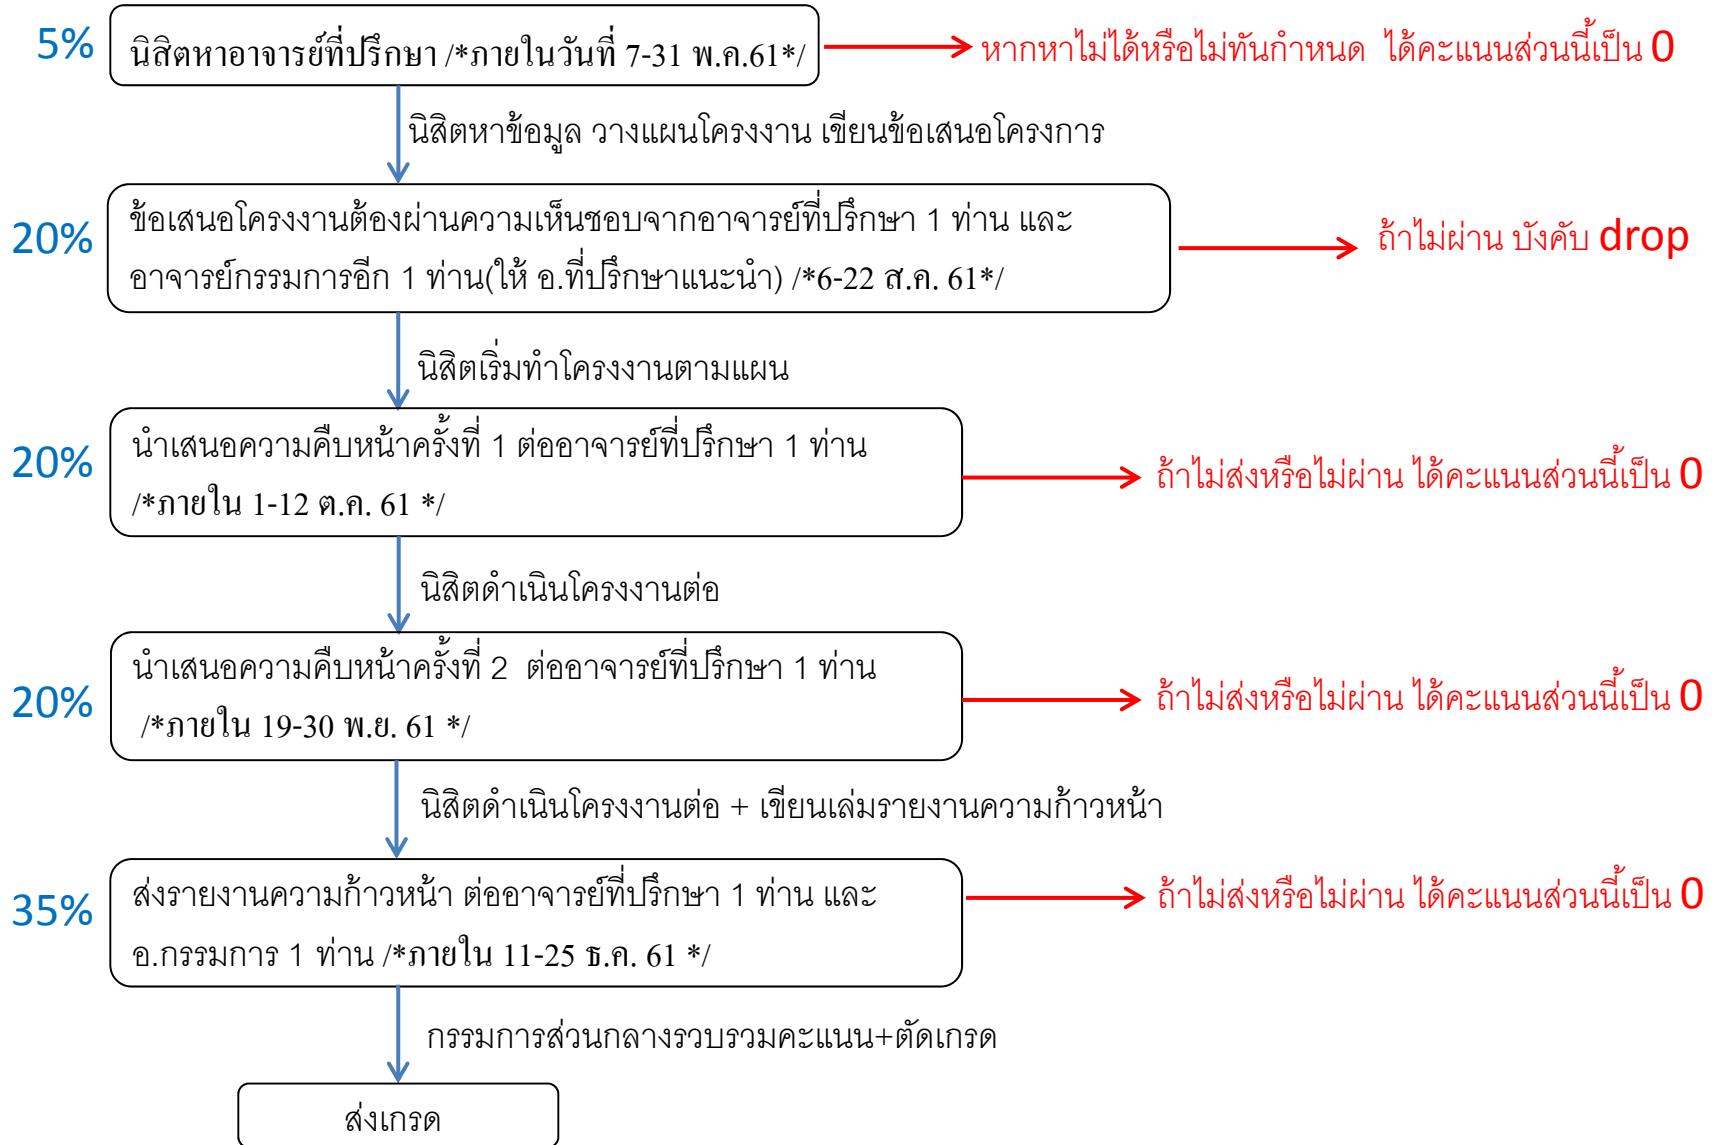 5%
นิสิตหาอาจารย์ที่ปรึกษา /*ภายในวันที่ 7-31 พ.ค.61*/
หากหาไม่ได้หรือไม่ทันกำหนด ได้คะแนนส่วนนี้เป็น 0
นิสิตหาข้อมูล วางแผนโครงงาน เขียนข้อเสนอโครงการ
20%
ข้อเสนอโครงงานต้องผ่านความเห็นชอบจากอาจารย์ที่ปรึกษา 1 ท่าน และ
อาจารย์กรรมการอีก 1 ท่าน(ให้ อ.ที่ปรึกษาแนะนำ) /*6-22 ส.ค. 61*/
ถ้าไม่ผ่าน บังคับ drop
นิสิตเริ่มทำโครงงานตามแผน
20%
นำเสนอความคืบหน้าครั้งที่ 1 ต่ออาจารย์ที่ปรึกษา 1 ท่าน
/*ภายใน 1-12 ต.ค. 61 */
ถ้าไม่ส่งหรือไม่ผ่าน ได้คะแนนส่วนนี้เป็น 0
นิสิตดำเนินโครงงานต่อ
20%
นำเสนอความคืบหน้าครั้งที่ 2 ต่ออาจารย์ที่ปรึกษา 1 ท่าน
/*ภายใน 19-30 พ.ย. 61 */
ถ้าไม่ส่งหรือไม่ผ่าน ได้คะแนนส่วนนี้เป็น 0
นิสิตดำเนินโครงงานต่อ + เขียนเล่มรายงานความก้าวหน้า
35%
ส่งรายงานความก้าวหน้า ต่ออาจารย์ที่ปรึกษา 1 ท่าน และ
อ.กรรมการ 1 ท่าน /*ภายใน 11-25 ธ.ค. 61 */
ถ้าไม่ส่งหรือไม่ผ่าน ได้คะแนนส่วนนี้เป็น 0
กรรมการส่วนกลางรวบรวมคะแนน+ตัดเกรด
ส่งเกรด